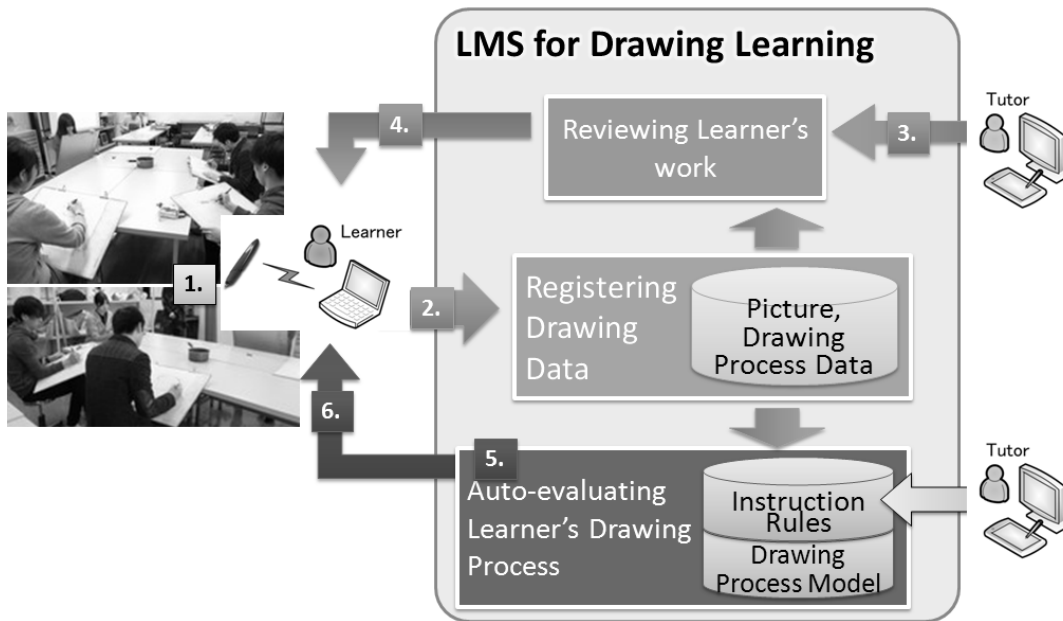 LMS for Drawing Learning
Tutor
4.
3.
Reviewing Learner's
work
Learner
1.
2.
Registering
Drawing
Data
Picture,
Drawing
Process Data
6.
5.
Auto-evaluating
Learner's Drawing
Process
Instruction
Rules
Drawing
Process Model
Tutor